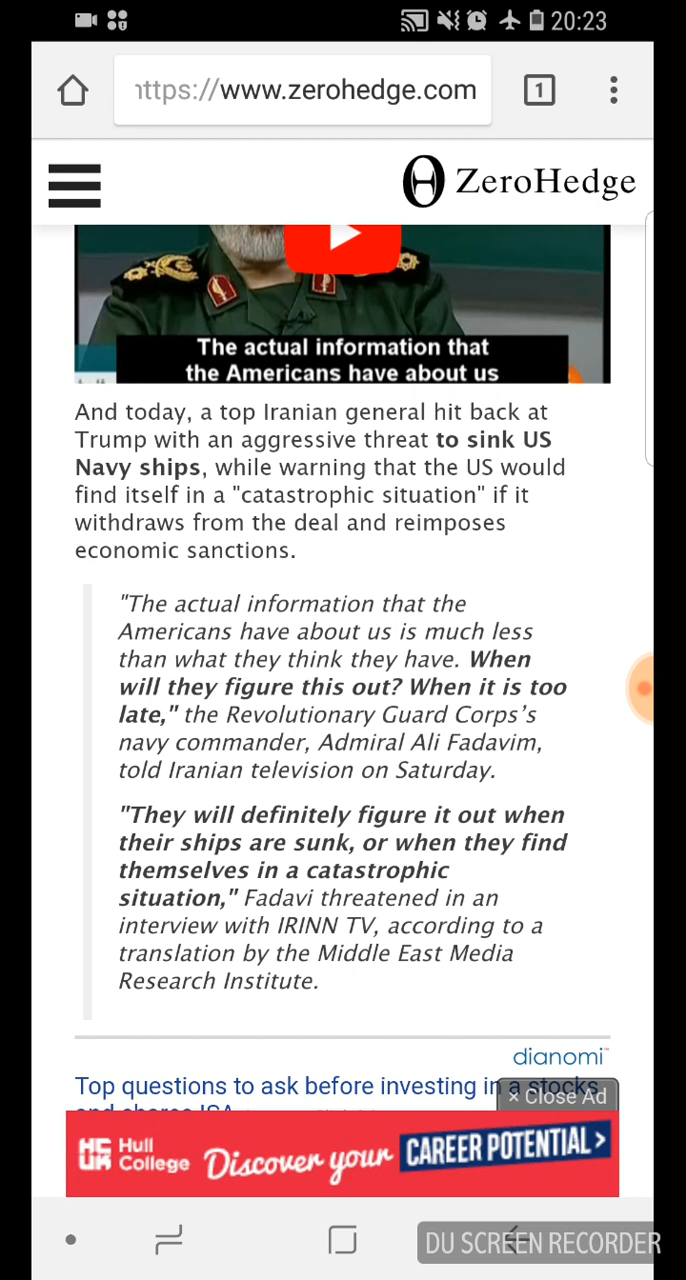 20:23
https://www.zerohedge.com
1
ZeroHedge
The actual information that
the Americans have about us
And today, a top Iranian general hit back at
Trump with an aggressive threat to sink US
Navy ships, while warning that the US would
find itself in a "catastrophic situation" if it
withdraws from the deal and reimposes
economic sanctions.
"The actual information that the
Americans have about us is much less
than what they think they have. When
will they figure this out? When it is too
late," the Revolutionary Guard Corps's
navy commander, Admiral Ali Fadavim,
told Iranian television on Saturday.
"They will definitely figure it out when
their ships are sunk, or when they find
themselves in a catastrophic
situation," Fadavi threatened in an
interview with IRINN TV, according to a
translation by the Middle East Media
Research Institute.
dianomi™
Top questions to ask before investing in a stocks
and shares ISA
× Close Ad
HC UK Hull College Discover your CAREER POTENTIAL >
DU SCREEN RECORDER